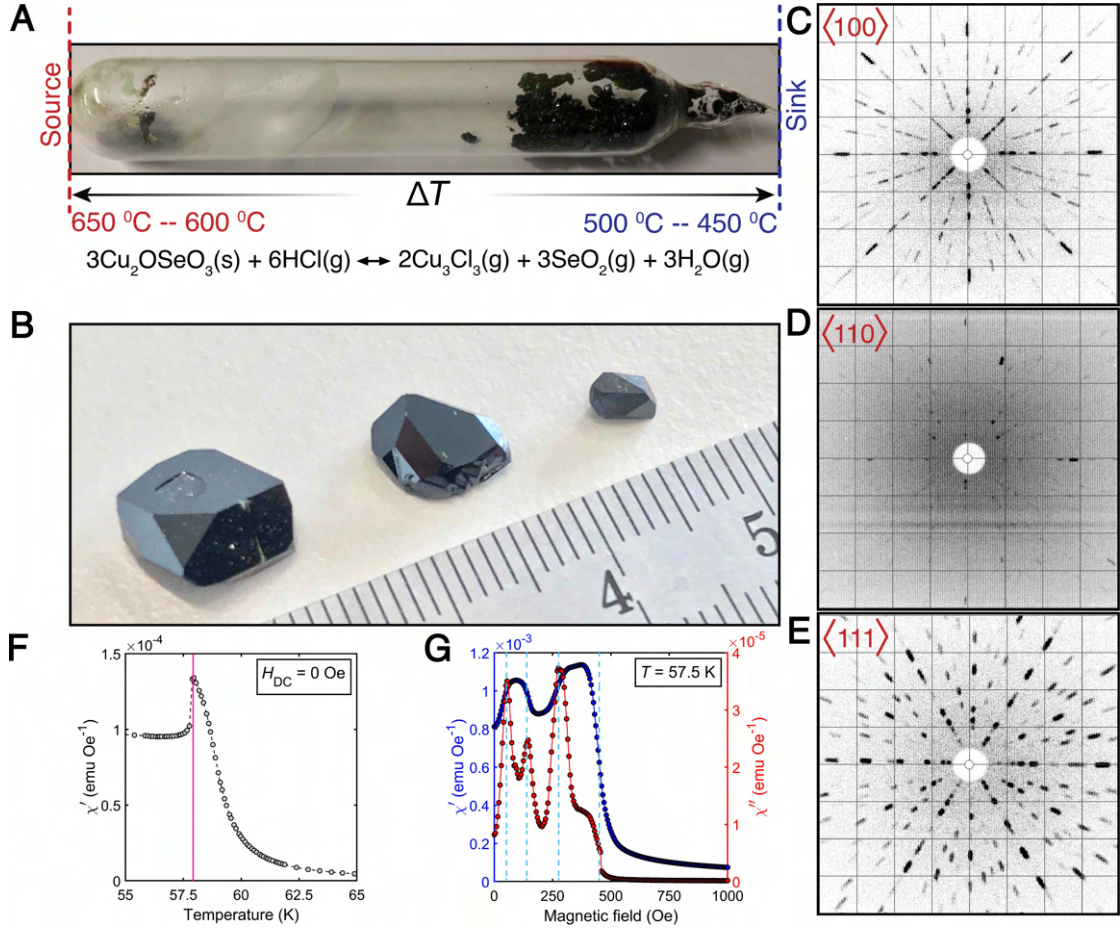 A
Source
Sink
ΔT
650 ⁰C -- 600 ⁰C
500 ⁰C -- 450 ⁰C
3Cu₂OSeO₃(s) + 6HCl(g) ↔ 2Cu₃Cl₃(g) + 3SeO₂(g) + 3H₂O(g)
B
4
5
C
⟨100⟩
D
⟨110⟩
E
⟨111⟩
F
×10⁻⁴
1.5
1
0.5
0
χ′ (emu Oe⁻¹)
H_DC = 0 Oe
55
57.5
60
62.5
65
Temperature (K)
G
×10⁻³
×10⁻⁵
1.2
1
0.8
0.6
0.4
0.2
0
χ′ (emu Oe⁻¹)
T = 57.5 K
4
3
2
1
0
χ″ (emu Oe⁻¹)
0
250
500
750
1000
Magnetic field (Oe)